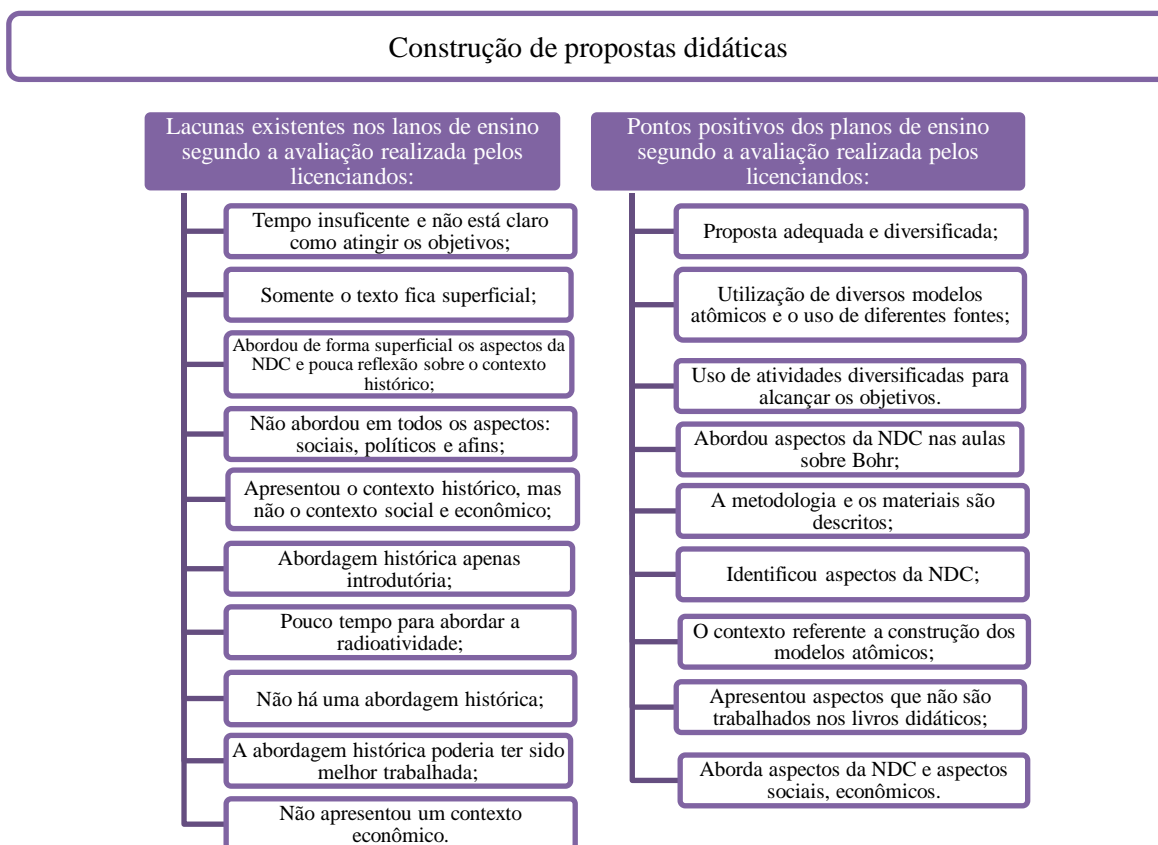 Construção de propostas didáticas
Lacunas existentes nos lanos de ensino
segundo a avaliação realizada pelos
licenciandos:
Tempo insuficente e não está claro
como atingir os objetivos;
Somente o texto fica superficial;
Abordou de forma superficial os aspectos da
NDC e pouca reflexão sobre o contexto
histórico;
Não abordou em todos os aspectos:
sociais, políticos e afins;
Apresentou o contexto histórico, mas
não o contexto social e econômico;
Abordagem histórica apenas
introdutória;
Pouco tempo para abordar a
radioatividade;
Não há uma abordagem histórica;
A abordagem histórica poderia ter sido
melhor trabalhada;
Não apresentou um contexto
econômico.
Pontos positivos dos planos de ensino
segundo a avaliação realizada pelos
licenciandos:
Proposta adequada e diversificada;
Utilização de diversos modelos
atômicos e o uso de diferentes fontes;
Uso de atividades diversificadas para
alcançar os objetivos.
Abordou aspectos da NDC nas aulas
sobre Bohr;
A metodologia e os materiais são
descritos;
Identificou aspectos da NDC;
O contexto referente a construção dos
modelos atômicos;
Apresentou aspectos que não são
trabalhados nos livros didáticos;
Aborda aspectos da NDC e aspectos
sociais, econômicos.